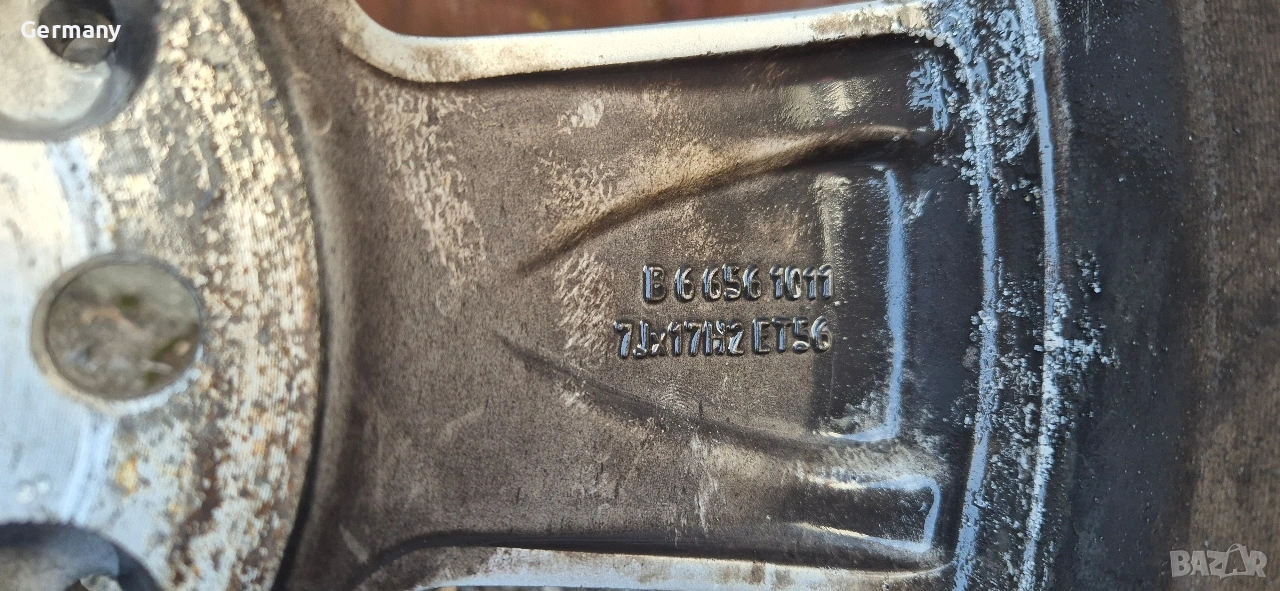 Germany
B 6 656 1011
7Jx17H2 ET56
BAZAR